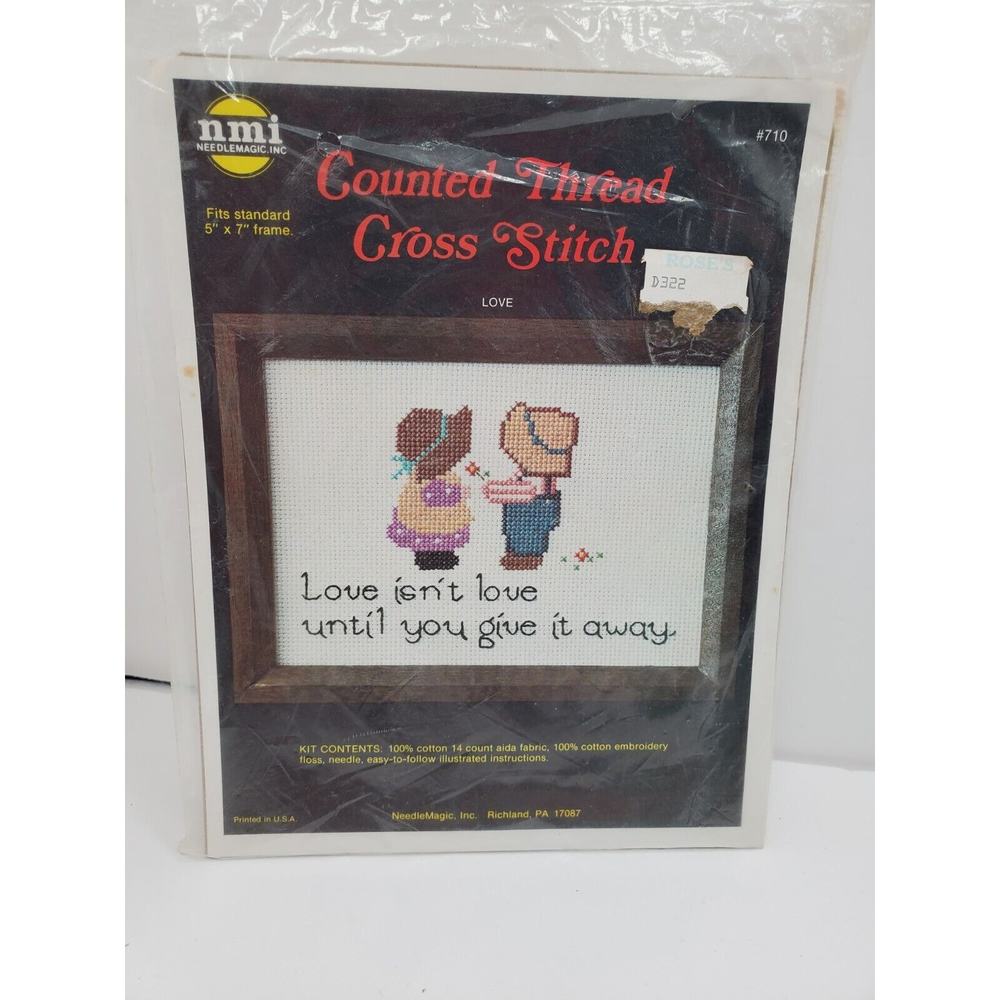 nmi
NEEDLEMAGIC, INC
#710
Fits standard
5" x 7" frame.
Counted Thread
Cross Stitch
ROSE'S
D322
LOVE
Love isn't love
until you give it away.
KIT CONTENTS: 100% cotton 14 count aida fabric, 100% cotton embroidery
floss, needle, easy-to-follow illustrated instructions.
Printed in U.S.A.
NeedleMagic, Inc. Richland, PA 17087